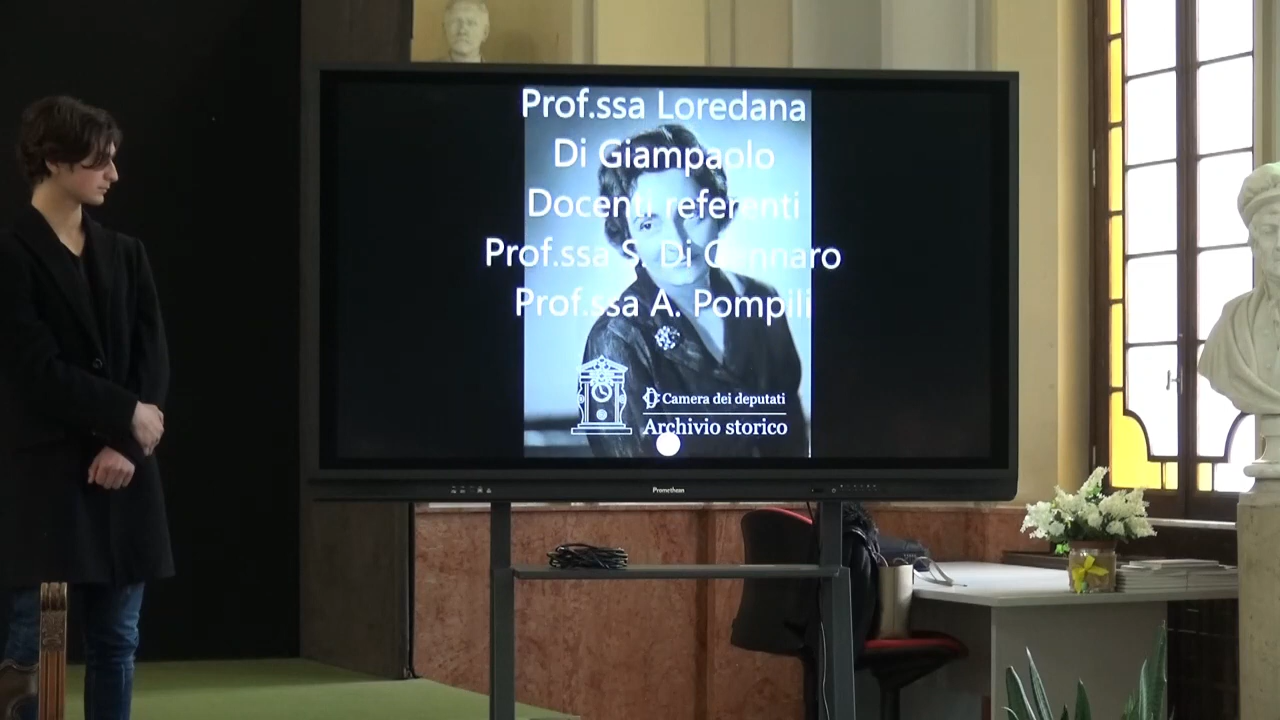 Prof.ssa Loredana
Di Giampaolo
Docenti referenti
Prof.ssa S. Di Gennaro
Prof.ssa A. Pompili
Camera dei deputati
Archivio storico
Promethean